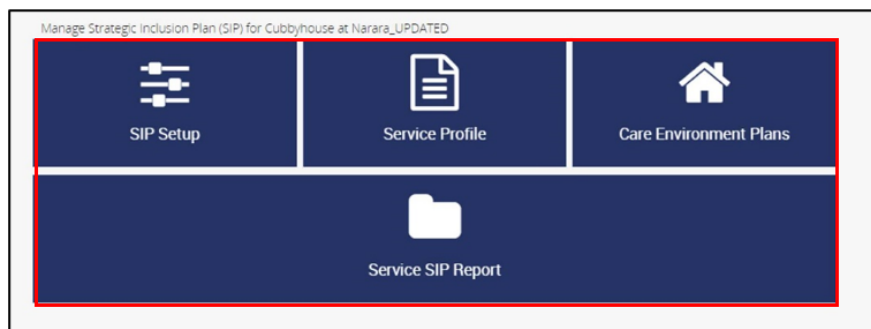 Manage Strategic Inclusion Plan (SIP) for Cubbyhouse at Narara_UPDATED
SIP Setup
Service Profile
Care Environment Plans
Service SIP Report